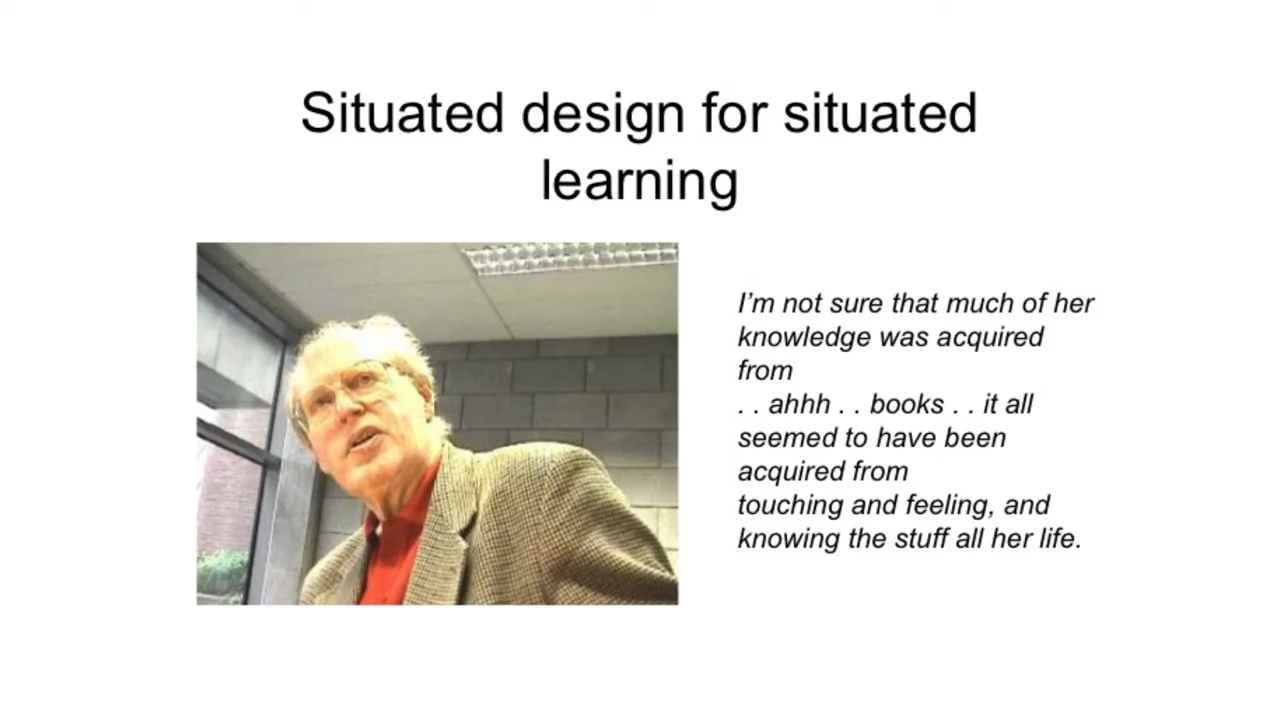 Situated design for situated
learning
I’m not sure that much of her
knowledge was acquired
from
. . ahhh . . books . . it all
seemed to have been
acquired from
touching and feeling, and
knowing the stuff all her life.